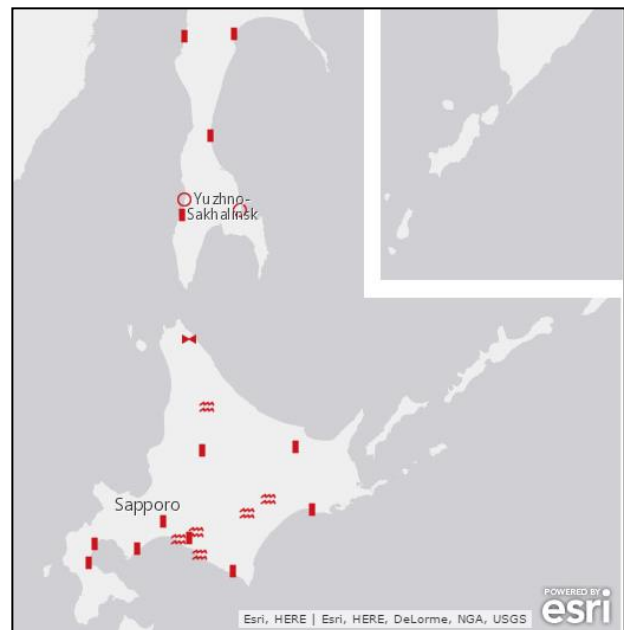 Yuzhno-
Sakhalinsk
Sapporo
POWERED BY
esri
Esri, HERE | Esri, HERE, DeLorme, NGA, USGS